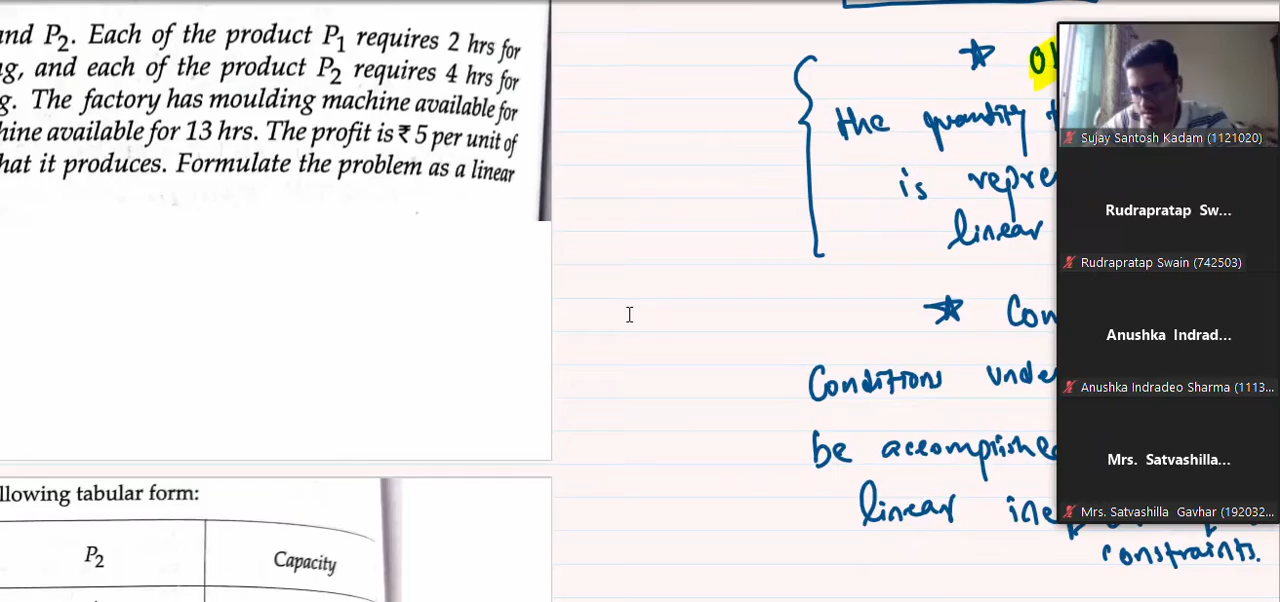 nd P₂. Each of the product P₁ requires 2 hrs for
g, and each of the product P₂ requires 4 hrs for
g. The factory has moulding machine available for
hine available for 13 hrs. The profit is ₹ 5 per unit of
hat it produces. Formulate the problem as a linear
llowing tabular form:
P₂ Capacity
the quantity
is repre
linear
Con
Conditions unde
be accomplishe
linear ine
constraints.
Sujay Santosh Kadam (1121020)
Rudrapratap Sw...
Rudrapratap Swain (742503)
Anushka Indrad...
Anushka Indradeo Sharma (1113...
Mrs. Satvashilla...
Mrs. Satvashilla Gavhar (192032...